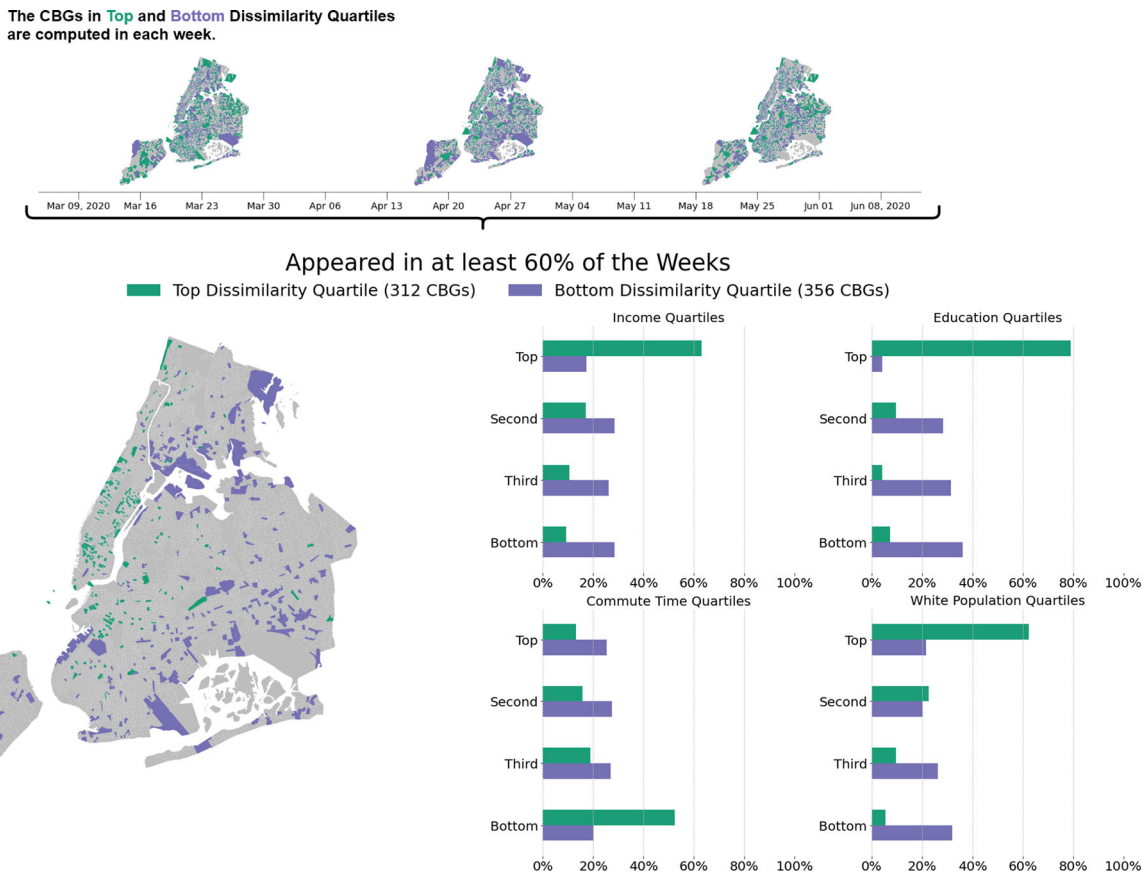 The CBGs in Top and Bottom Dissimilarity Quartiles
are computed in each week.
Mar 09, 2020 Mar 16 Mar 23 Mar 30 Apr 06 Apr 13 Apr 20 Apr 27 May 04 May 11 May 18 May 25 Jun 01 Jun 08, 2020
Appeared in at least 60% of the Weeks
Top Dissimilarity Quartile (312 CBGs) Bottom Dissimilarity Quartile (356 CBGs)
Income Quartiles
Top
Second
Third
Bottom
0% 20% 40% 60% 80% 100%
Education Quartiles
Top
Second
Third
Bottom
0% 20% 40% 60% 80% 100%
Commute Time Quartiles
Top
Second
Third
Bottom
0% 20% 40% 60% 80% 100%
White Population Quartiles
Top
Second
Third
Bottom
0% 20% 40% 60% 80% 100%